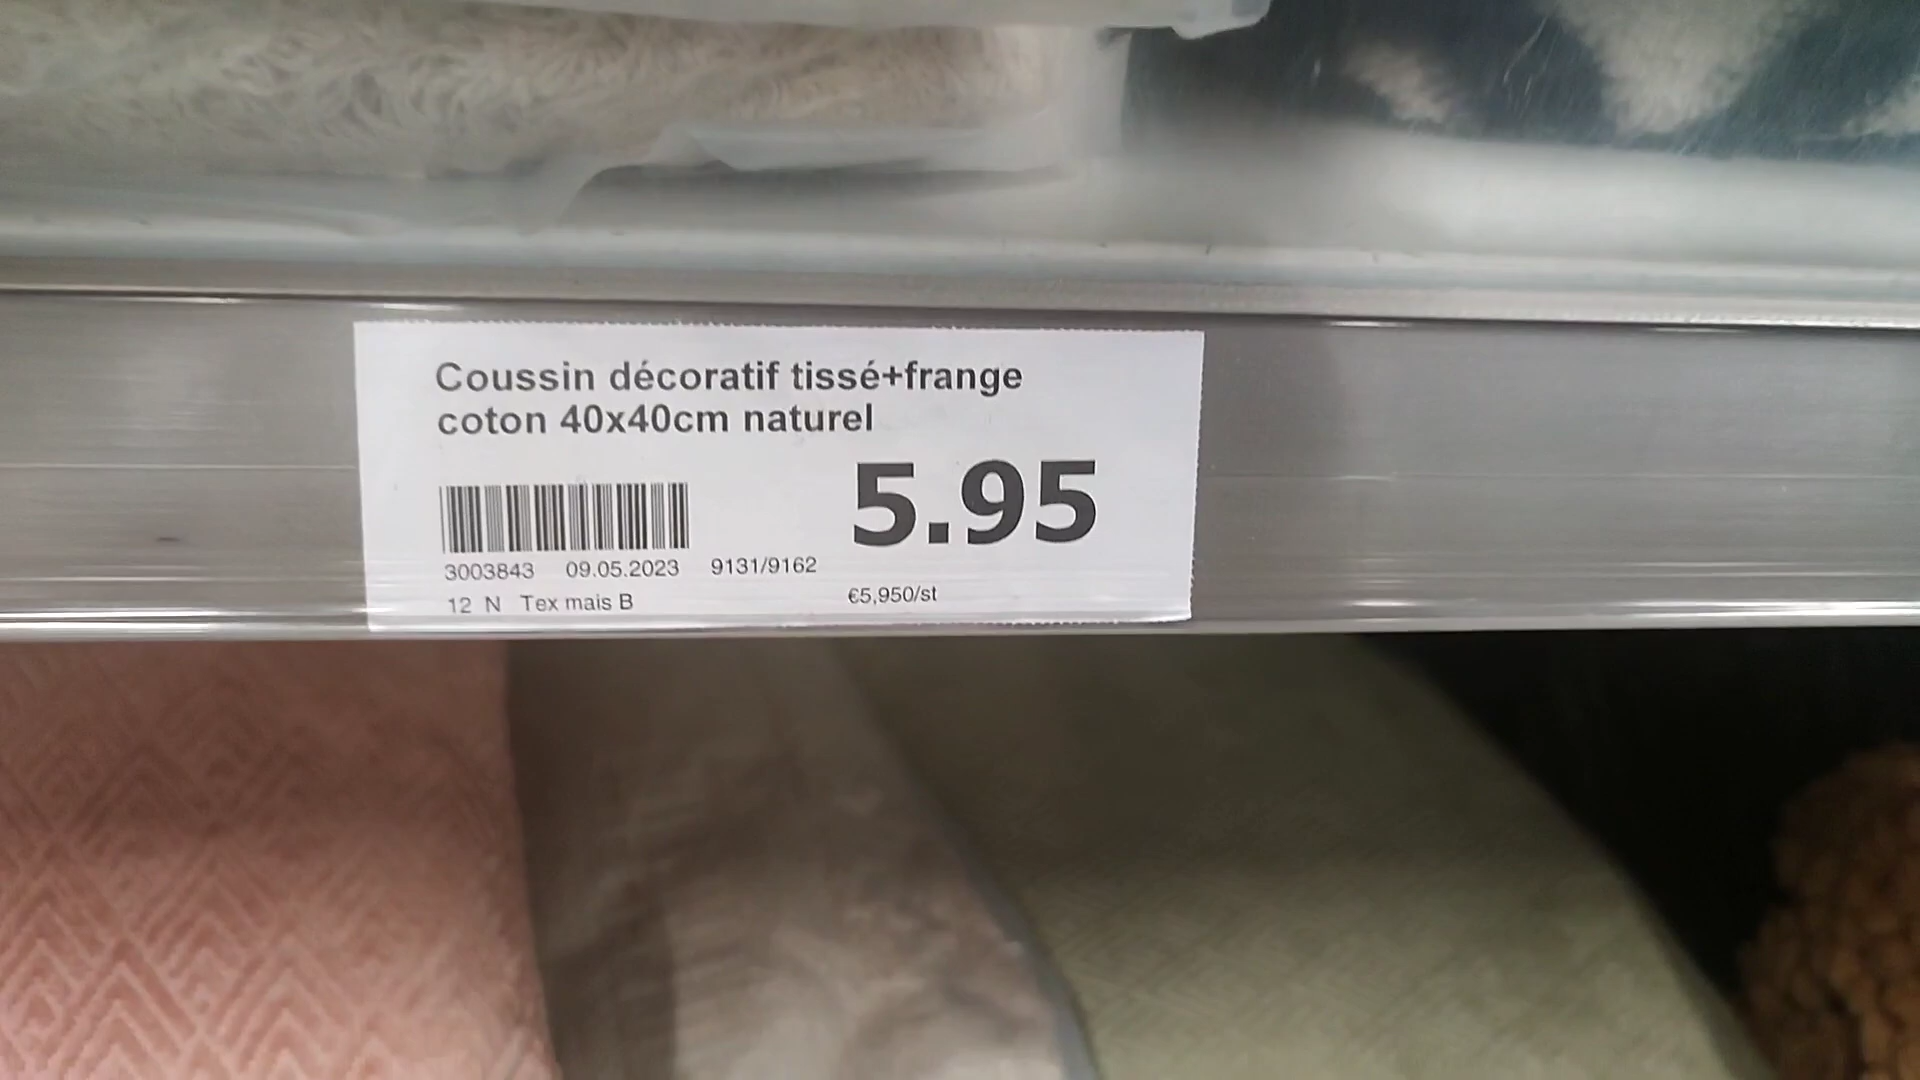 Coussin décoratif tissé+frange
coton 40x40cm naturel
5.95
3003843 09.05.2023 9131/9162
12 N Tex mais B
€5,950/st